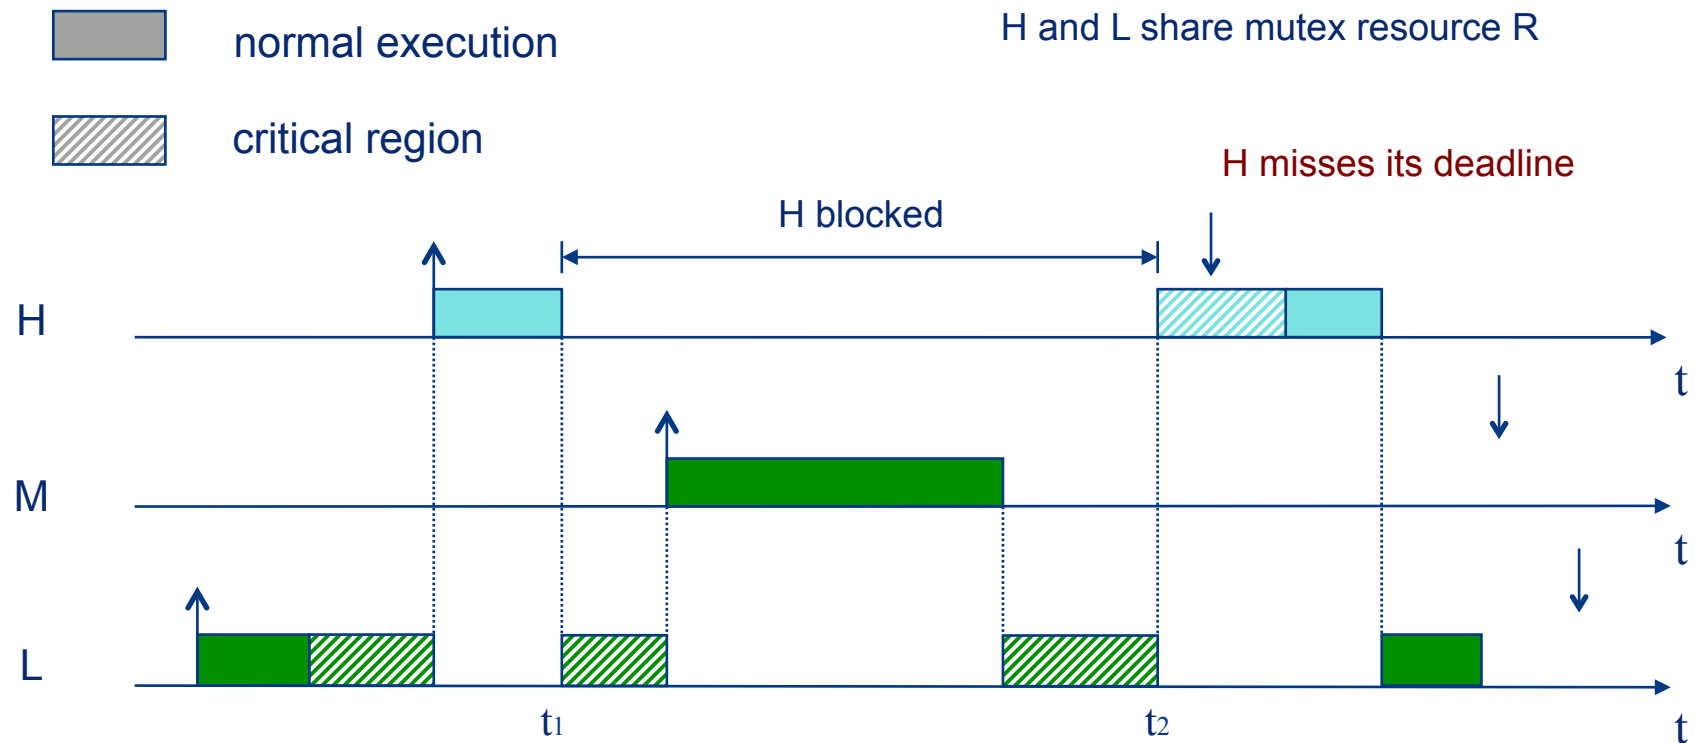 normal execution
H and L share mutex resource R
critical region
H misses its deadline
H blocked
H
t
M
t
L
t1
t2
t